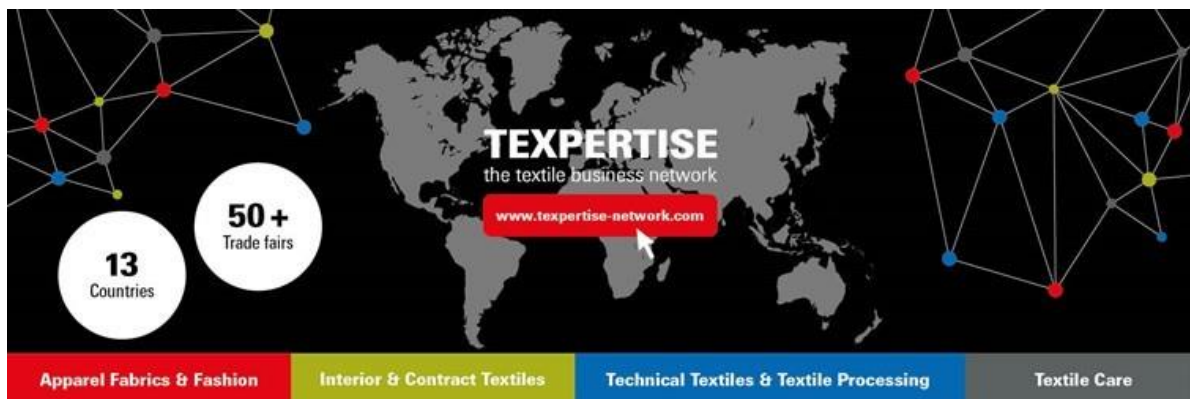 TEXPERTISE
the textile business network
www.texpertise-network.com
50 +
Trade fairs
13
Countries
Apparel Fabrics & Fashion
Interior & Contract Textiles
Technical Textiles & Textile Processing
Textile Care